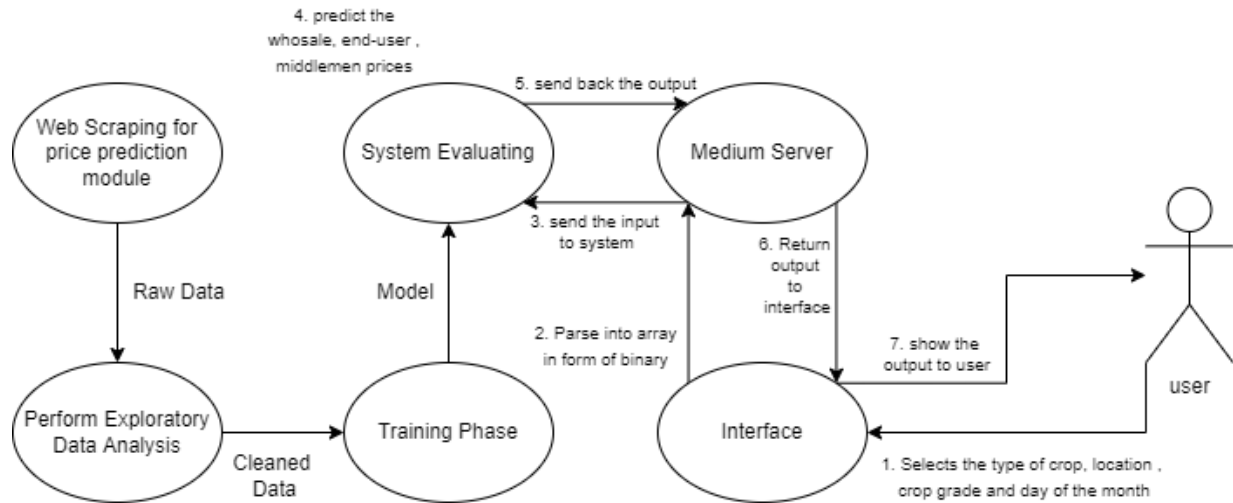 4. predict the
whosale, end-user ,
middlemen prices
5. send back the output
Web Scraping for
price prediction
module
System Evaluating
Medium Server
3. send the input
to system
6. Return
output
to
interface
Raw Data
Model
2. Parse into array
in form of binary
7. show the
output to user
user
Perform Exploratory
Data Analysis
Training Phase
Interface
Cleaned
Data
1. Selects the type of crop, location ,
crop grade and day of the month